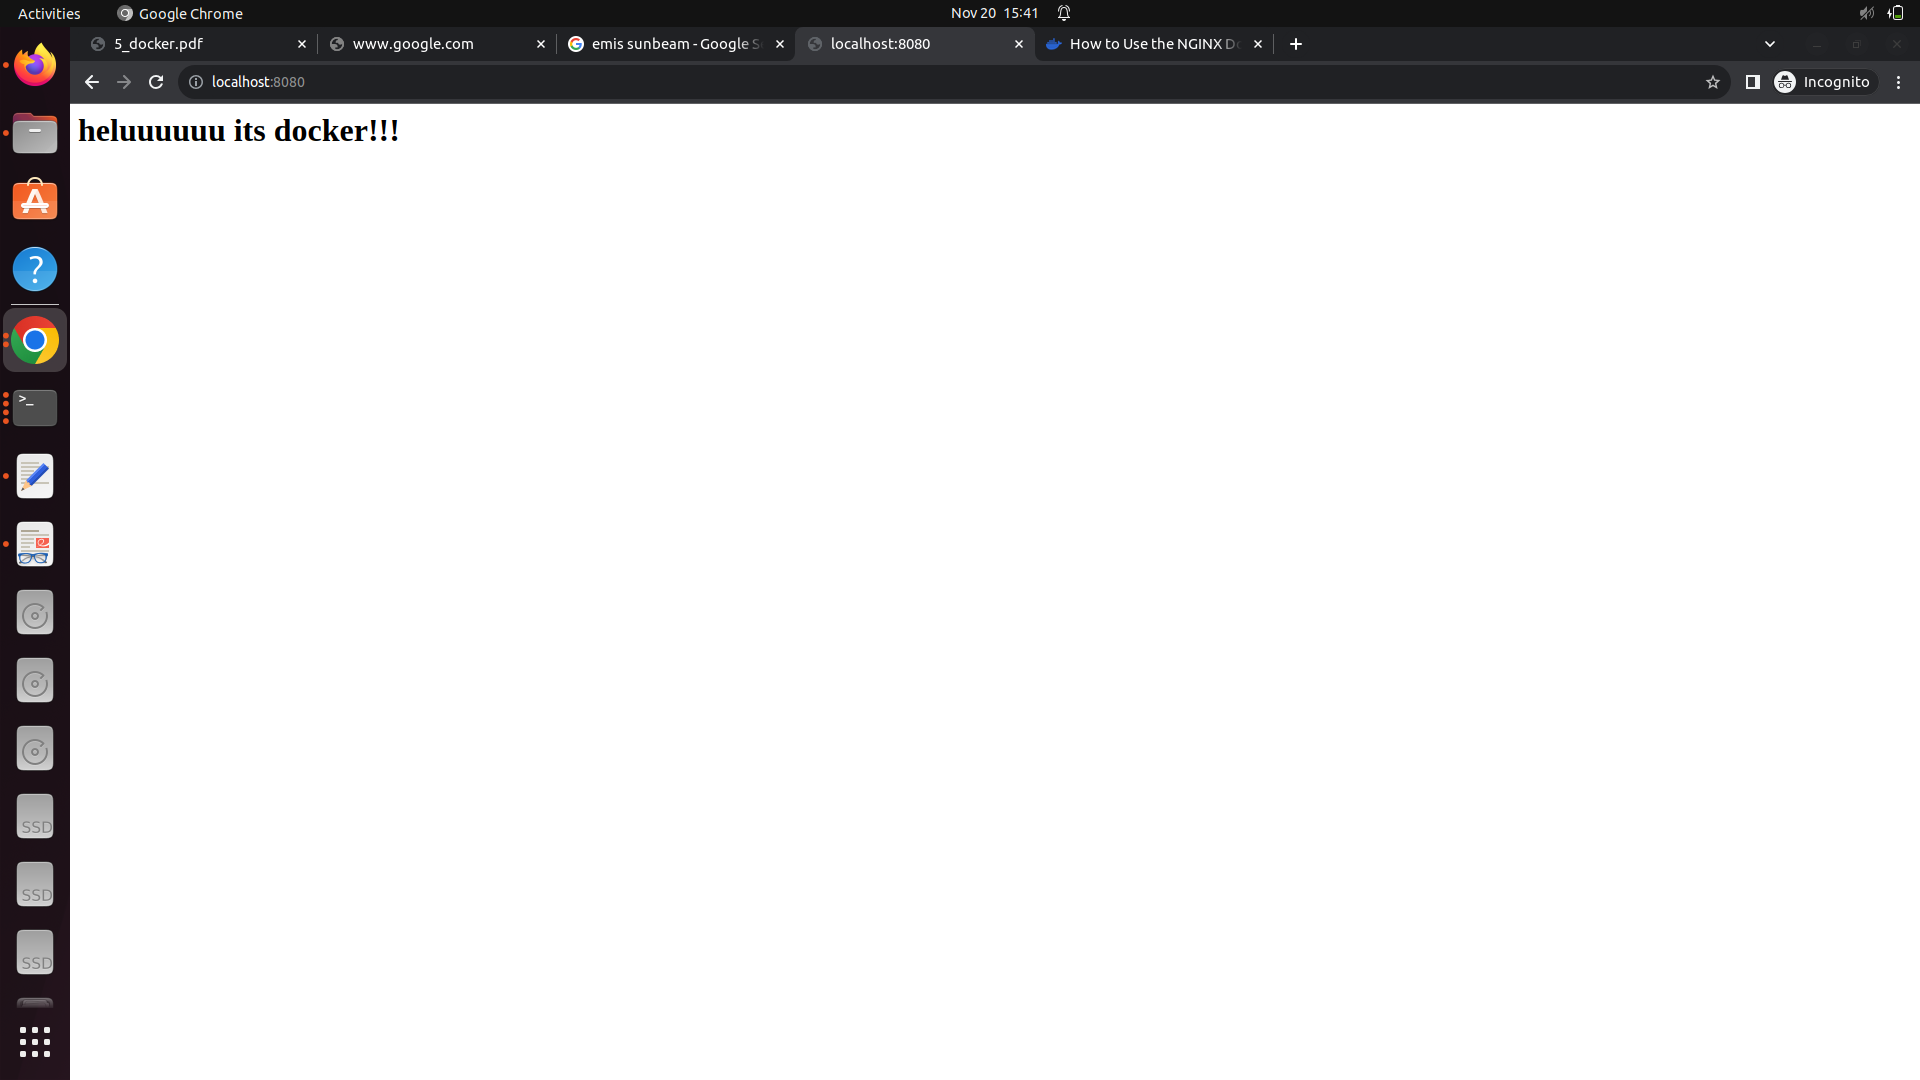 Activities
Google Chrome
Nov 20 15:41
5_docker.pdf
www.google.com
emis sunbeam - Google S
localhost:8080
How to Use the NGINX D
localhost:8080
Incognito
heluuuuuu its docker!!!
>_
SSD
SSD
SSD